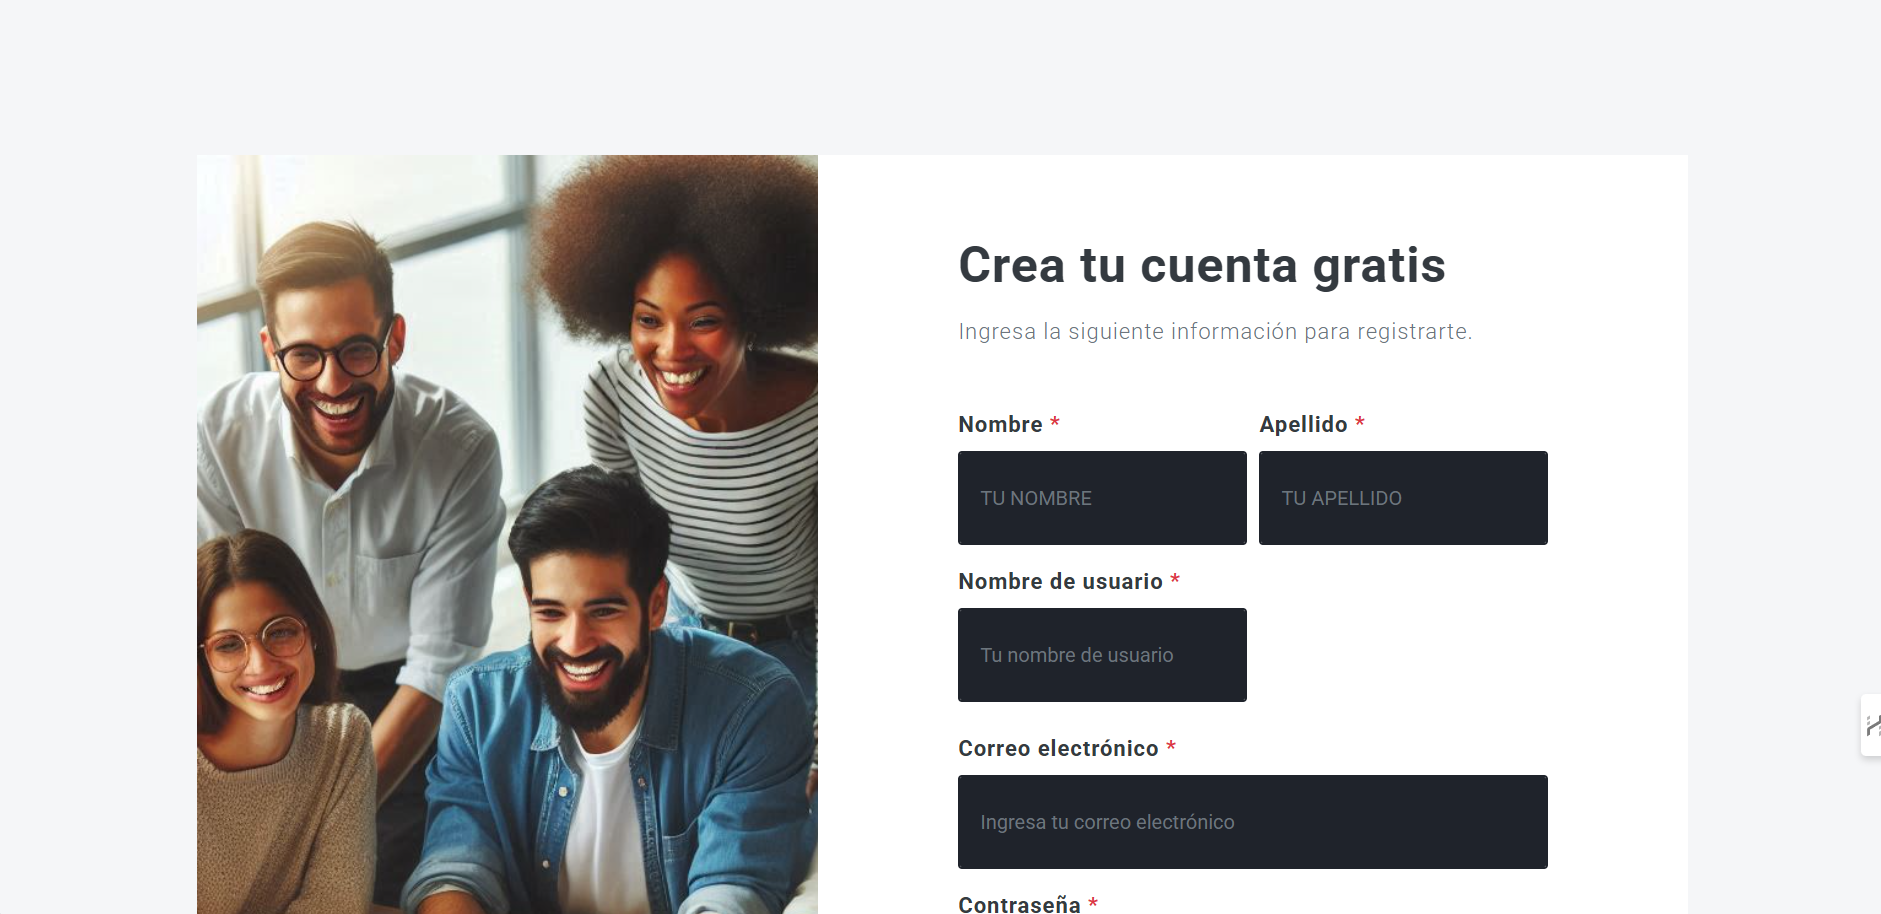 Crea tu cuenta gratis
Ingresa la siguiente información para registrarte.
Nombre *
Apellido *
TU NOMBRE
TU APELLIDO
Nombre de usuario *
Tu nombre de usuario
Correo electrónico *
Ingresa tu correo electrónico
Contraseña *